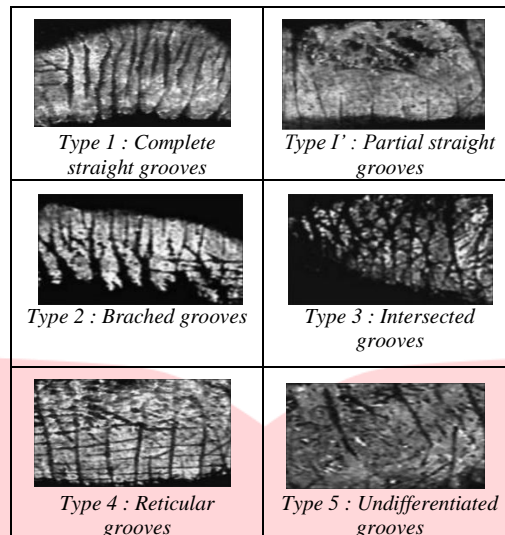 Type 1 : Complete
straight grooves
Type I’ : Partial straight
grooves
Type 2 : Brached grooves
Type 3 : Intersected
grooves
Type 4 : Reticular
grooves
Type 5 : Undifferentiated
grooves